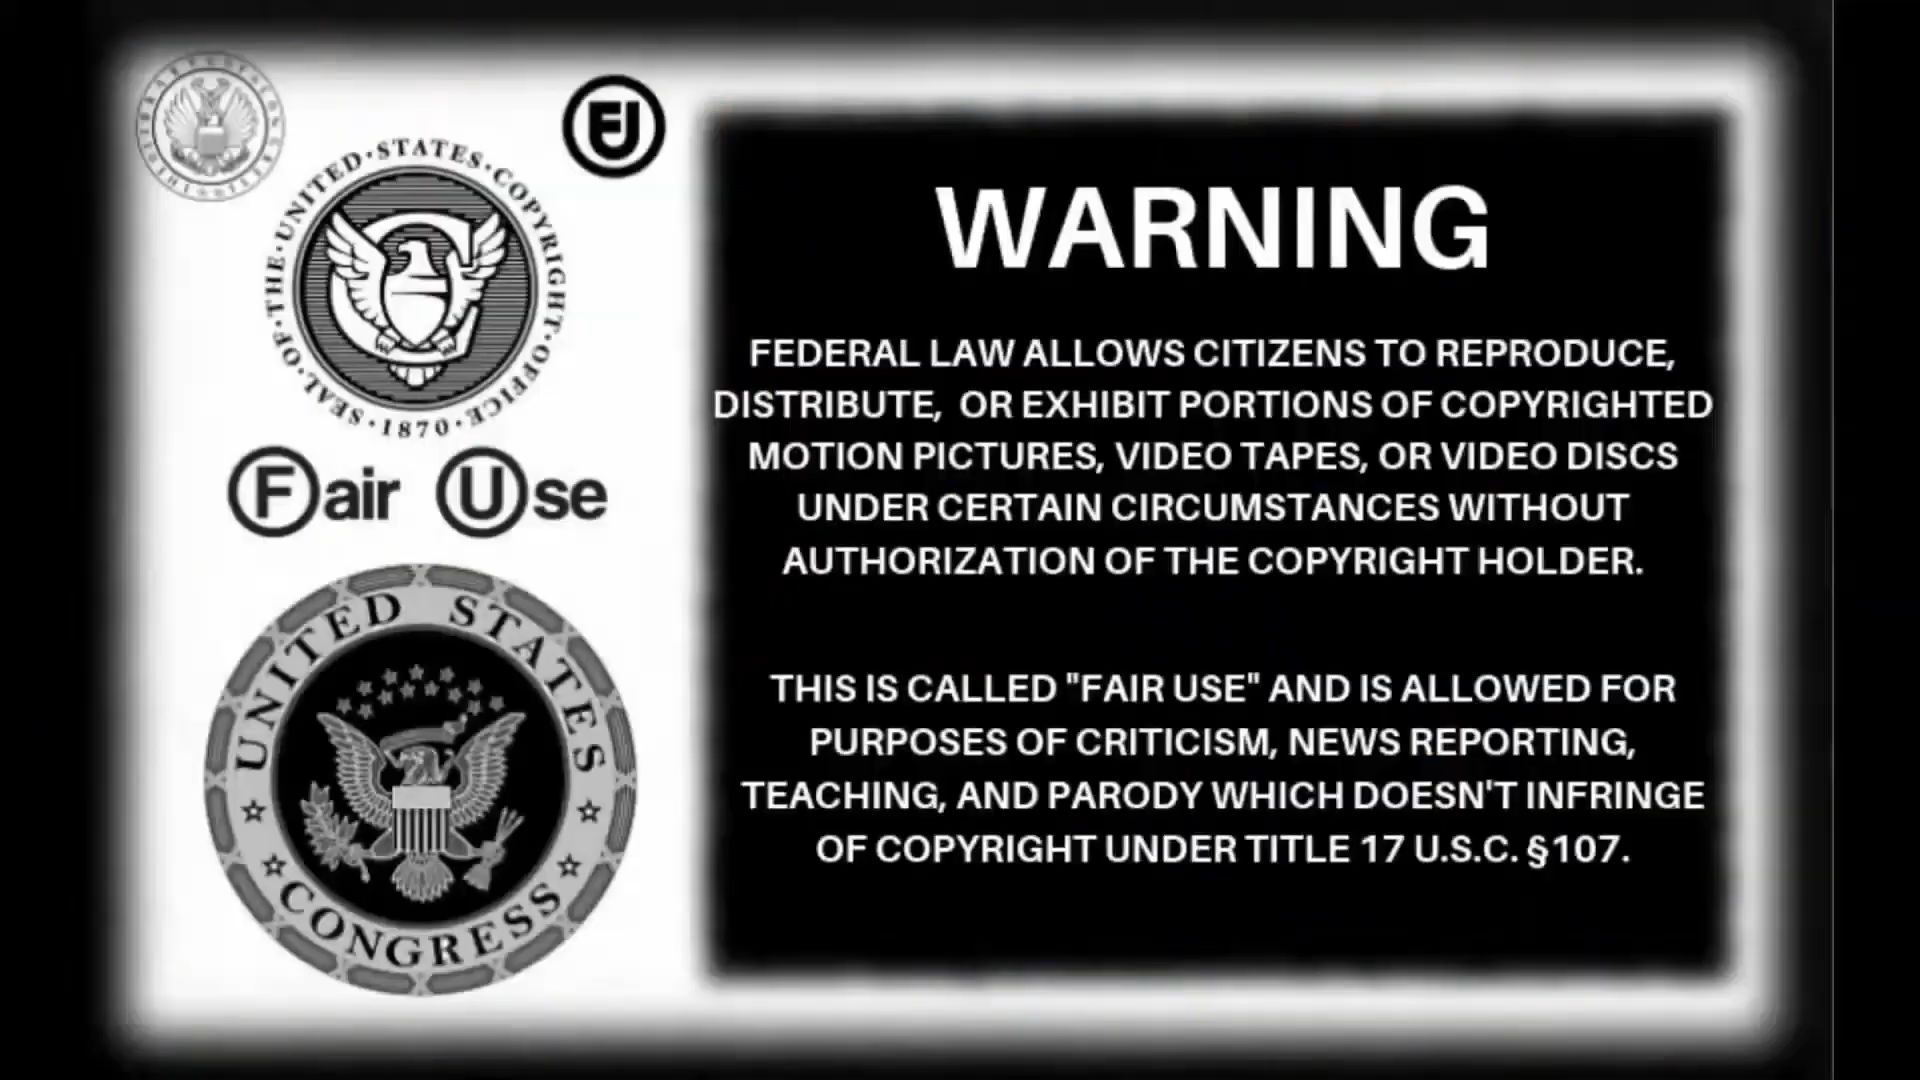 THE·UNITED·STATES·COPYRIGHT·OFFICE·1870·SEAL·OF·
FU
Fair Use
UNITED STATES
CONGRESS
WARNING
FEDERAL LAW ALLOWS CITIZENS TO REPRODUCE,
DISTRIBUTE, OR EXHIBIT PORTIONS OF COPYRIGHTED
MOTION PICTURES, VIDEO TAPES, OR VIDEO DISCS
UNDER CERTAIN CIRCUMSTANCES WITHOUT
AUTHORIZATION OF THE COPYRIGHT HOLDER.
THIS IS CALLED "FAIR USE" AND IS ALLOWED FOR
PURPOSES OF CRITICISM, NEWS REPORTING,
TEACHING, AND PARODY WHICH DOESN'T INFRINGE
OF COPYRIGHT UNDER TITLE 17 U.S.C. §107.